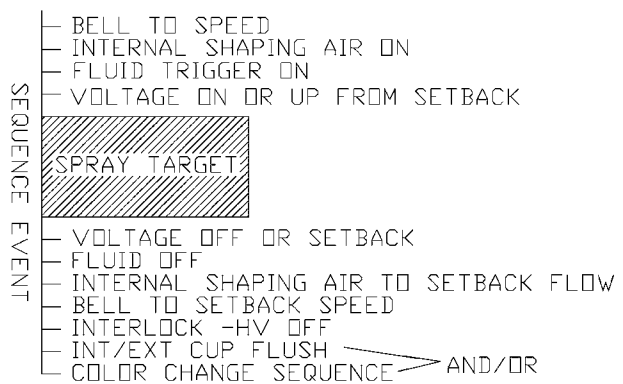 SEQUENCE EVENT
BELL TO SPEED
INTERNAL SHAPING AIR ON
FLUID TRIGGER ON
VOLTAGE ON OR UP FROM SETBACK
SPRAY TARGET
VOLTAGE OFF OR SETBACK
FLUID OFF
INTERNAL SHAPING AIR TO SETBACK FLOW
BELL TO SETBACK SPEED
INTERLOCK -HV OFF
INT/EXT CUP FLUSH
COLOR CHANGE SEQUENCE
AND/OR